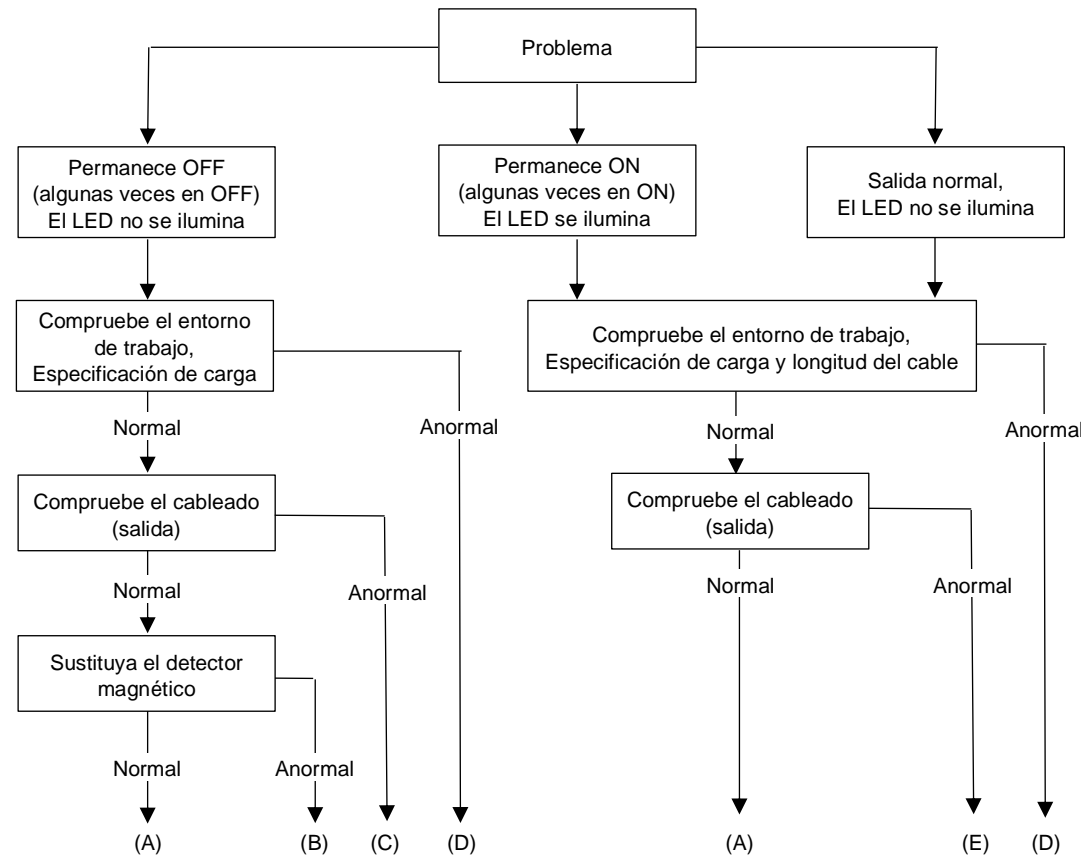 Problema
Permanece OFF
(algunas veces en OFF)
El LED no se ilumina
Permanece ON
(algunas veces en ON)
El LED se ilumina
Salida normal,
El LED no se ilumina
Compruebe el entorno
de trabajo,
Especificación de carga
Compruebe el entorno de trabajo,
Especificación de carga y longitud del cable
Normal
Anormal
Normal
Anormal
Compruebe el cableado
(salida)
Compruebe el cableado
(salida)
Normal
Anormal
Normal
Anormal
Sustituya el detector
magnético
Normal
Anormal
(A)
(B)
(C)
(D)
(A)
(E)
(D)